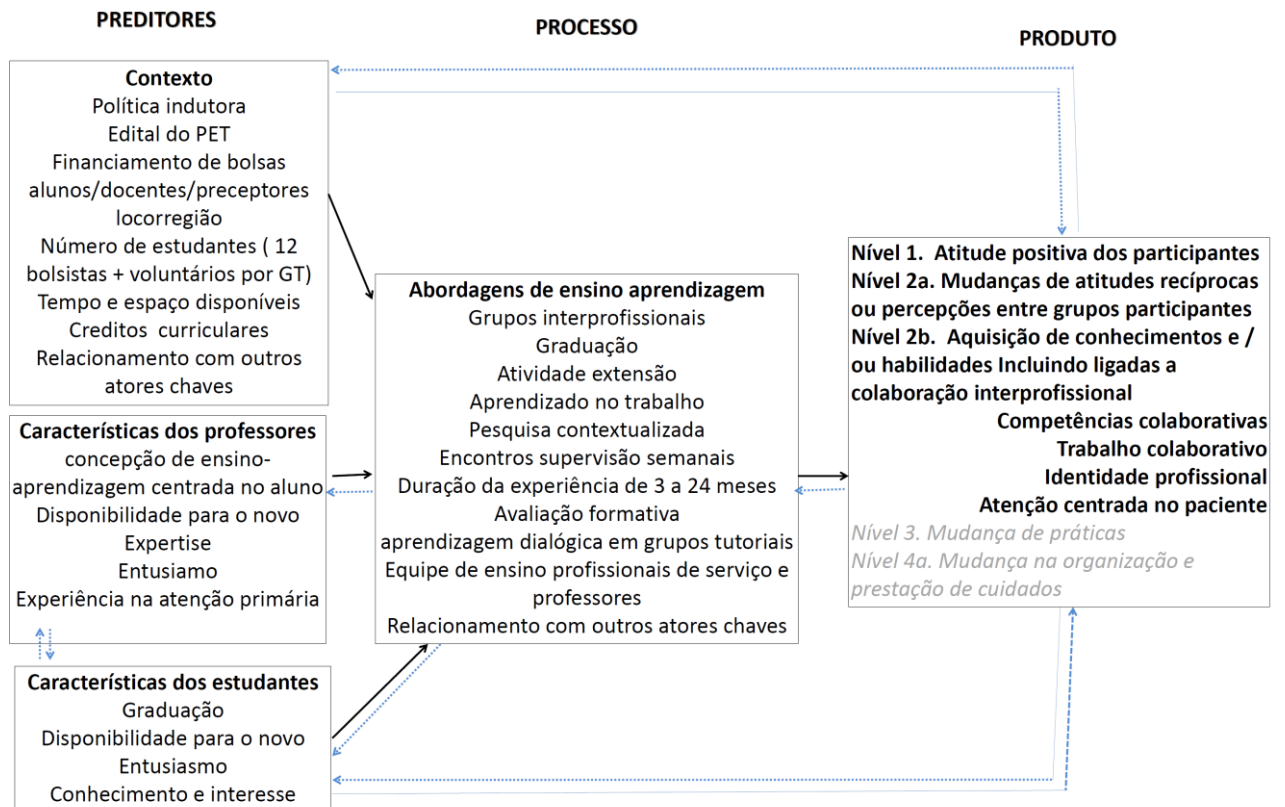 PREDITORES
PROCESSO
PRODUTO
Contexto
Política indutora
Edital do PET
Financiamento de bolsas
alunos/docentes/preceptores
locorregião
Número de estudantes ( 12
bolsistas + voluntários por GT)
Tempo e espaço disponíveis
Creditos curriculares
Relacionamento com outros
atores chaves
Características dos professores
concepção de ensino-
aprendizagem centrada no aluno
Disponibilidade para o novo
Expertise
Entusiamo
Experiência na atenção primária
Características dos estudantes
Graduação
Disponibilidade para o novo
Entusiasmo
Conhecimento e interesse
Abordagens de ensino aprendizagem
Grupos interprofissionais
Graduação
Atividade extensão
Aprendizado no trabalho
Pesquisa contextualizada
Encontros supervisão semanais
Duração da experiência de 3 a 24 meses
Avaliação formativa
aprendizagem dialógica em grupos tutoriais
Equipe de ensino profissionais de serviço e
professores
Relacionamento com outros atores chaves
Nível 1. Atitude positiva dos participantes
Nível 2a. Mudanças de atitudes recíprocas
ou percepções entre grupos participantes
Nível 2b. Aquisição de conhecimentos e /
ou habilidades Incluindo ligadas a
colaboração interprofissional
Competências colaborativas
Trabalho colaborativo
Identidade profissional
Atenção centrada no paciente
Nível 3. Mudança de práticas
Nível 4a. Mudança na organização e
prestação de cuidados